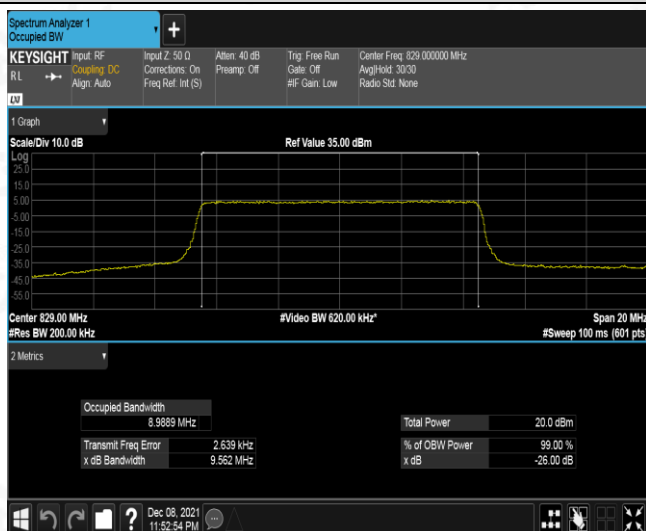 Spectrum Analyzer 1
Occupied BW
KEYSIGHT Input: RF Input Z: 50 Ω Atten: 40 dB Trig: Free Run Center Freq: 829.000000 MHz
RL Coupling: DC Corrections: On Preamp: Off Gate: Off Avg|Hold: 30/30
Align: Auto Freq Ref: Int (S) #IF Gain: Low Radio Std: None
LXI
1 Graph
Scale/Div 10.0 dB Ref Value 35.00 dBm
Log
25.0
15.0
5.00
-5.00
-15.0
-25.0
-35.0
-45.0
-55.0
Center 829.00 MHz #Video BW 620.00 kHz* Span 20 MHz
#Res BW 200.00 kHz #Sweep 100 ms (601 pts)
2 Metrics
Occupied Bandwidth
8.9889 MHz Total Power 20.0 dBm
Transmit Freq Error 2.639 kHz % of OBW Power 99.00 %
x dB Bandwidth 9.562 MHz x dB -26.00 dB
? Dec 08, 2021
11:52:54 PM